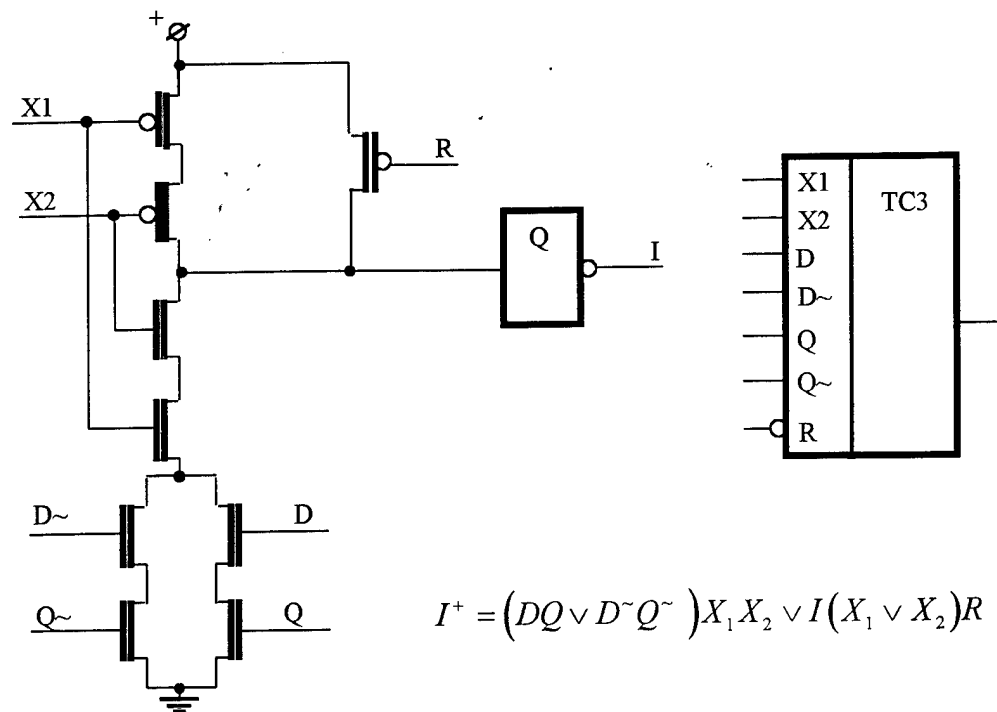 +
X1
X2
R
Q
I
X1
X2
D
D~
Q
Q~
R
TC3
D~
D
Q~
Q
I⁺ = (DQ ∨ D˜Q˜ )X₁X₂ ∨ I(X₁ ∨ X₂)R